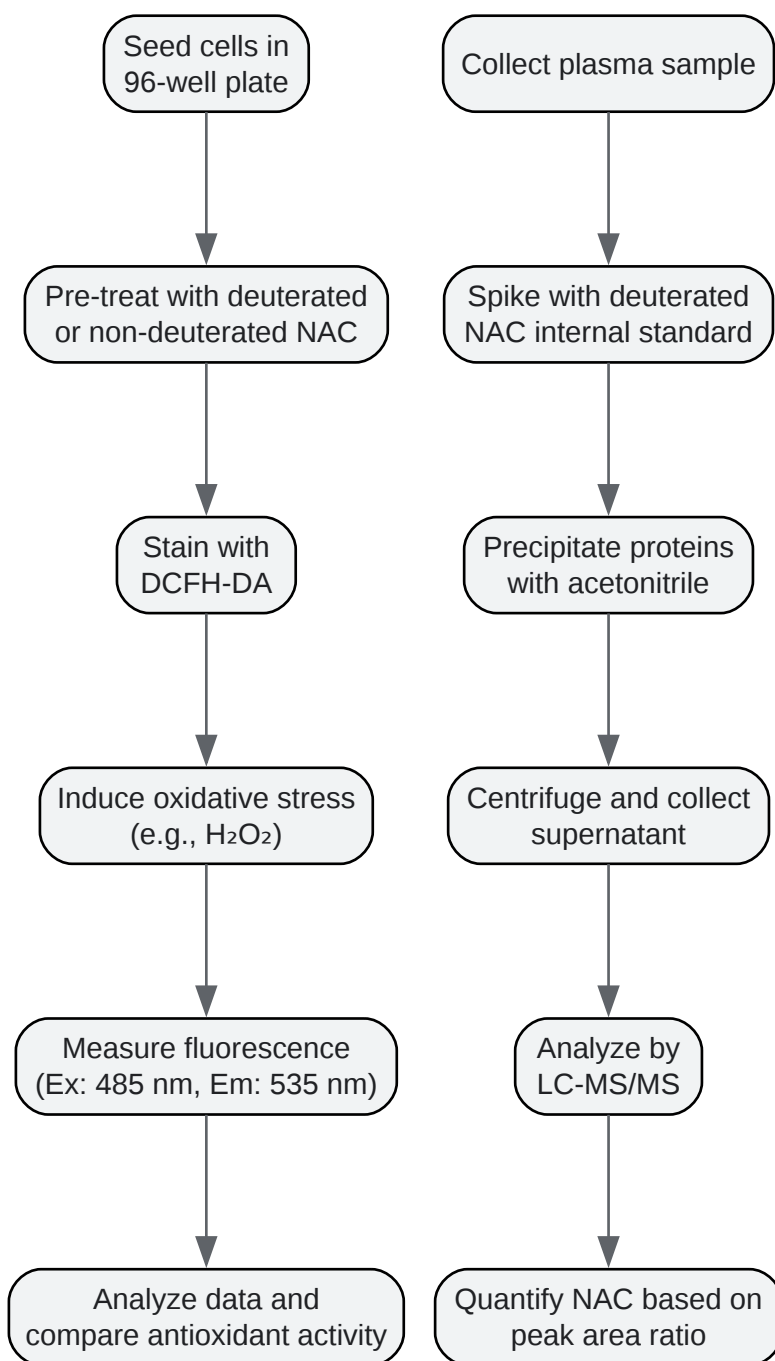 Seed cells in
96-well plate
Pre-treat with deuterated
or non-deuterated NAC
Stain with
DCFH-DA
Induce oxidative stress
(e.g., H₂O₂)
Measure fluorescence
(Ex: 485 nm, Em: 535 nm)
Analyze data and
compare antioxidant activity
Collect plasma sample
Spike with deuterated
NAC internal standard
Precipitate proteins
with acetonitrile
Centrifuge and collect
supernatant
Analyze by
LC-MS/MS
Quantify NAC based on
peak area ratio